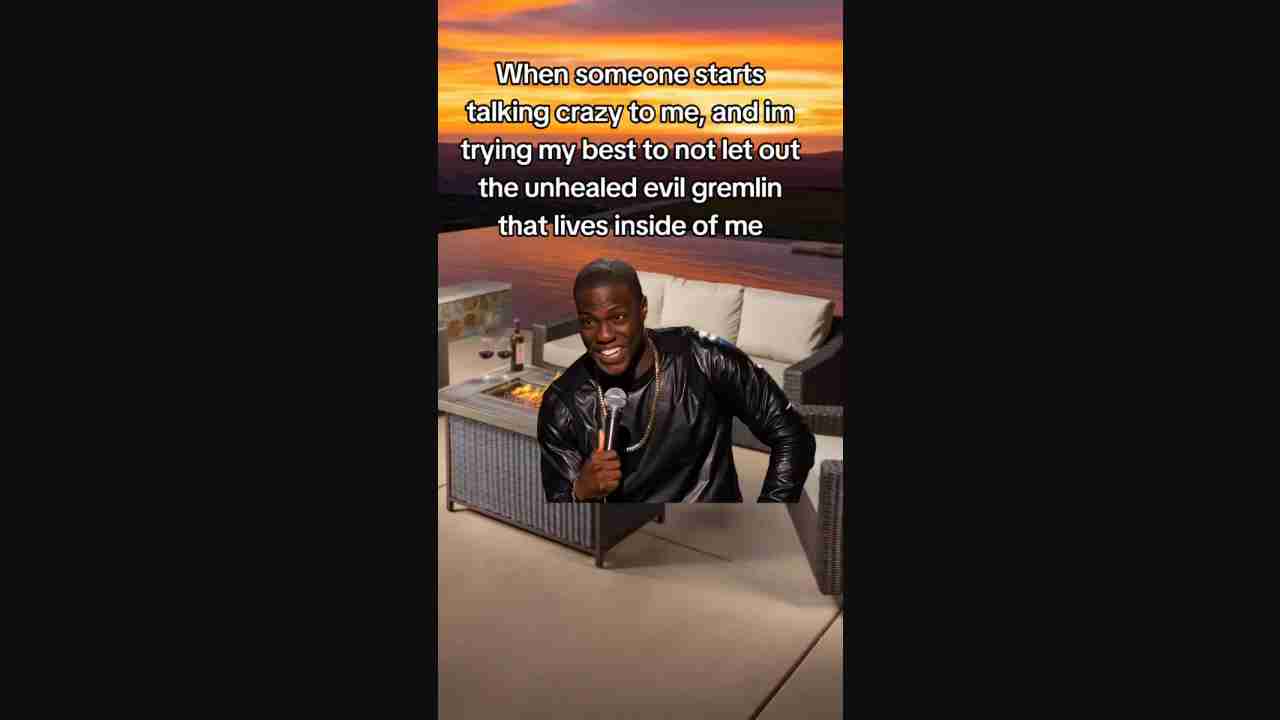 When someone starts
talking crazy to me, and im
trying my best to not let out
the unhealed evil gremlin
that lives inside of me